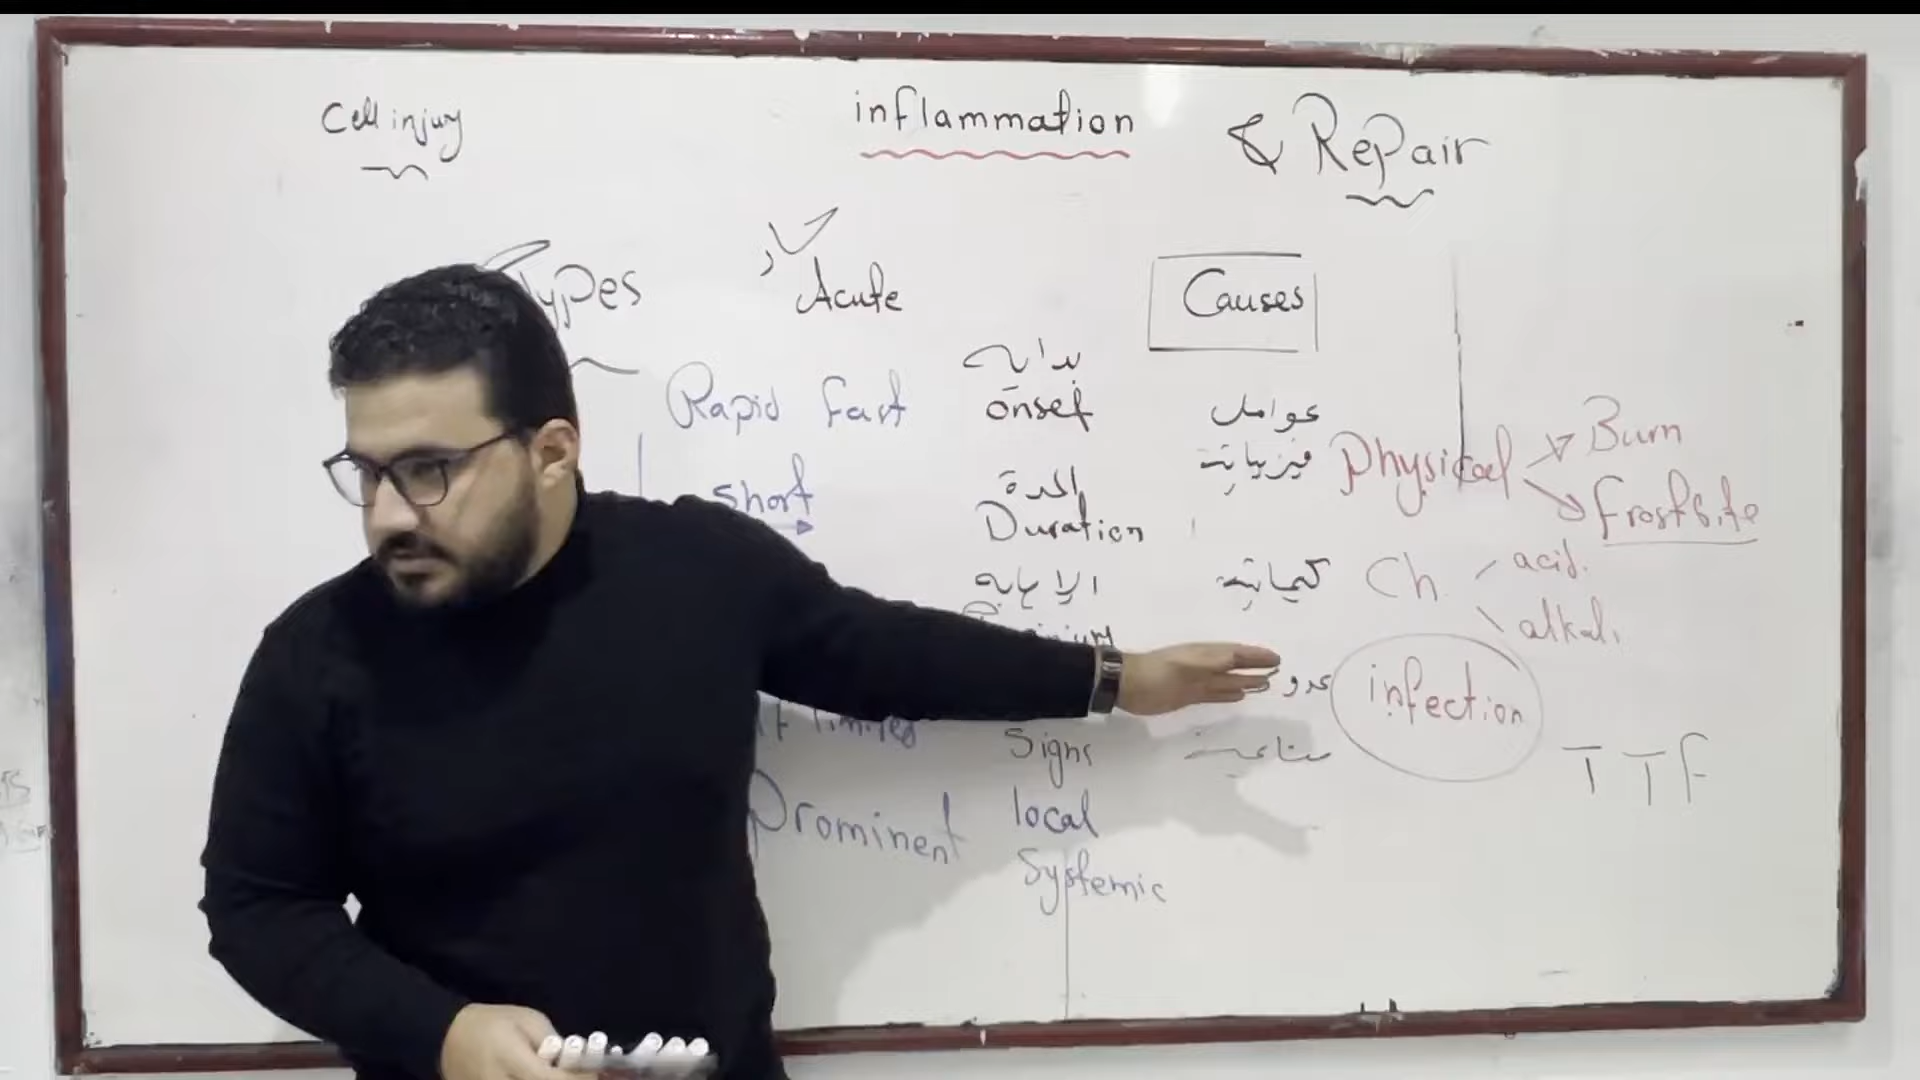 Cell injury
inflammation
& Repair
Types
Acute
Causes
بداية
Rapid fast
onset
عوامل
فيزيائية
Physical
Burn
frostbite
short
المدة
Duration
كيميائية
Ch
acid.
alkali
infection
Signs
مناعية
TTF
Prominent
local
Systemic